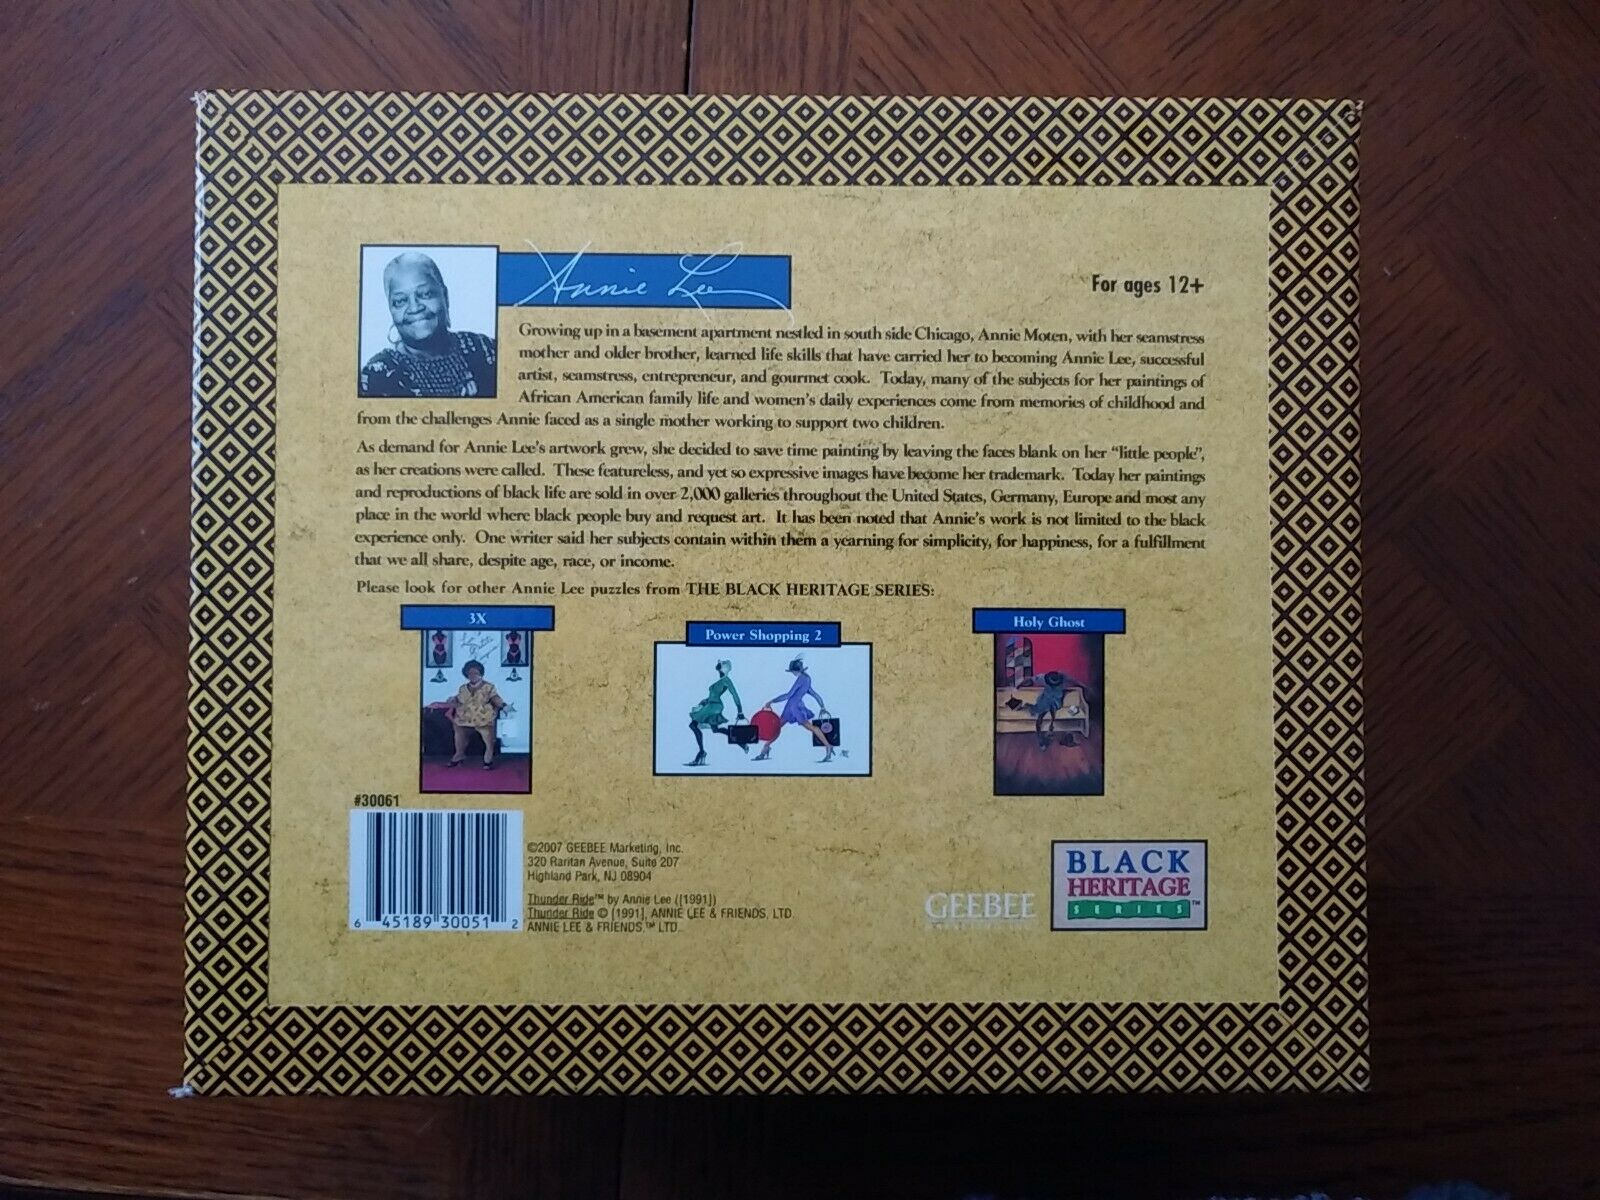 Annie Lee
For ages 12+
Growing up in a basement apartment nestled in south side Chicago, Annie Moten, with her seamstress
mother and older brother, learned life skills that have carried her to becoming Annie Lee, successful
artist, seamstress, entrepreneur, and gourmet cook. Today, many of the subjects for her paintings of
African American family life and women's daily experiences come from memories of childhood and
from the challenges Annie faced as a single mother working to support two children.
As demand for Annie Lee's artwork grew, she decided to save time painting by leaving the faces blank on her "little people",
as her creations were called. These featureless, and yet so expressive images have become her trademark. Today her paintings
and reproductions of black life are sold in over 2,000 galleries throughout the United States, Germany, Europe and most any
place in the world where black people buy and request art. It has been noted that Annie's work is not limited to the black
experience only. One writer said her subjects contain within them a yearning for simplicity, for happiness, for a fulfillment
that we all share, despite age, race, or income.
Please look for other Annie Lee puzzles from THE BLACK HERITAGE SERIES:
3X
Power Shopping 2
Holy Ghost
#30061
6 45189 30051 2
©2007 GEEBEE Marketing, Inc.
320 Raritan Avenue, Suite 207
Highland Park, NJ 08904
Thunder Ride™ by Annie Lee ([1991])
Thunder Ride © [1991], ANNIE LEE & FRIENDS, LTD.
ANNIE LEE & FRIENDS,™ LTD.
GEEBEE
BLACK
HERITAGE
SERIES™